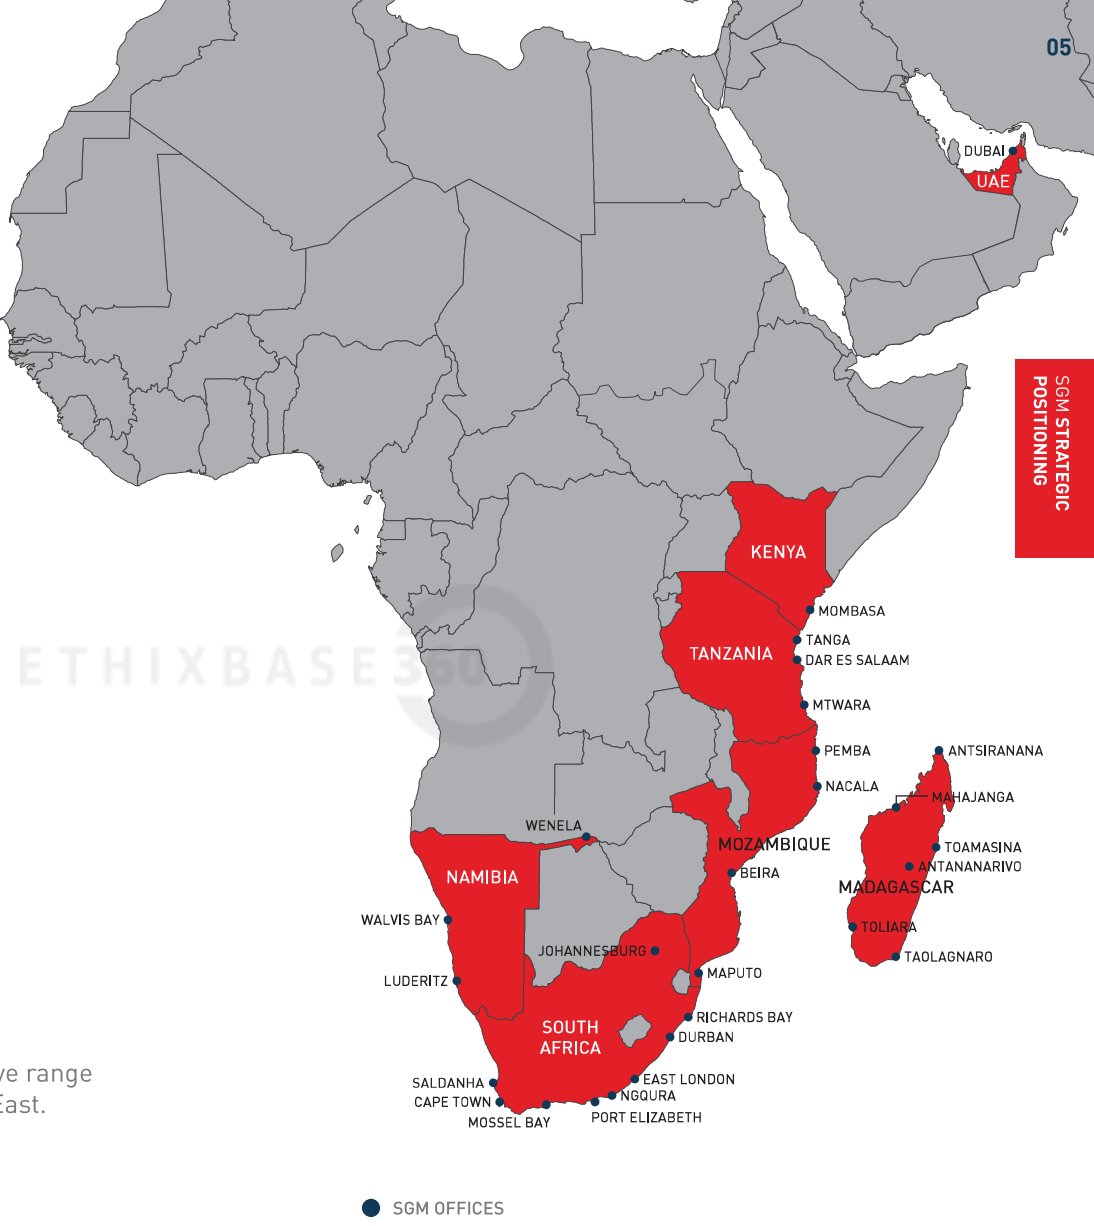 05
DUBAI
UAE
SGM STRATEGIC
POSITIONING
KENYA
MOMBASA
TANGA
TANZANIA
DAR ES SALAAM
ETHIXBASE360
MTWARA
PEMBA
ANTSIRANANA
NACALA
MAHAJANGA
WENELA
MOZAMBIQUE
TOAMASINA
ANTANANARIVO
BEIRA
NAMIBIA
MADAGASCAR
WALVIS BAY
TOLIARA
JOHANNESBURG
TAOLAGNARO
MAPUTO
LUDERITZ
RICHARDS BAY
SOUTH
AFRICA
DURBAN
ve range
East.
SALDANHA
EAST LONDON
CAPE TOWN
NGQURA
MOSSEL BAY
PORT ELIZABETH
SGM OFFICES